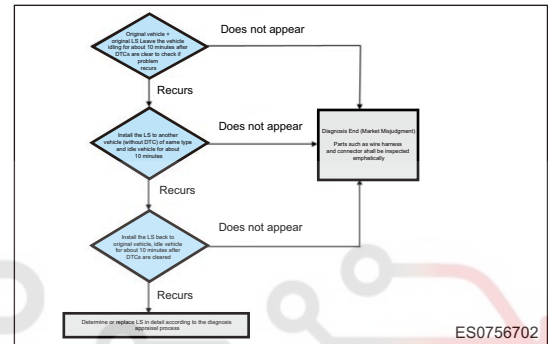 Original vehicle +
original LS Leave the vehicle
idling for about 10 minutes after
DTCs are clear to check if
problem
recurs
Does not appear
Recurs
Install the LS to another
vehicle (without DTC) of same type
and idle vehicle for about
10 minutes
Does not appear
Diagnosis End (Market Misjudgment)
Parts such as wire harness
and connector shall be inspected
emphatically
Recurs
Install the LS back to
original vehicle, idle vehicle
for about 10 minutes after
DTCs are cleared
Does not appear
Recurs
Determine or replace LS in detail according to the diagnosis
appraisal process
ES0756702